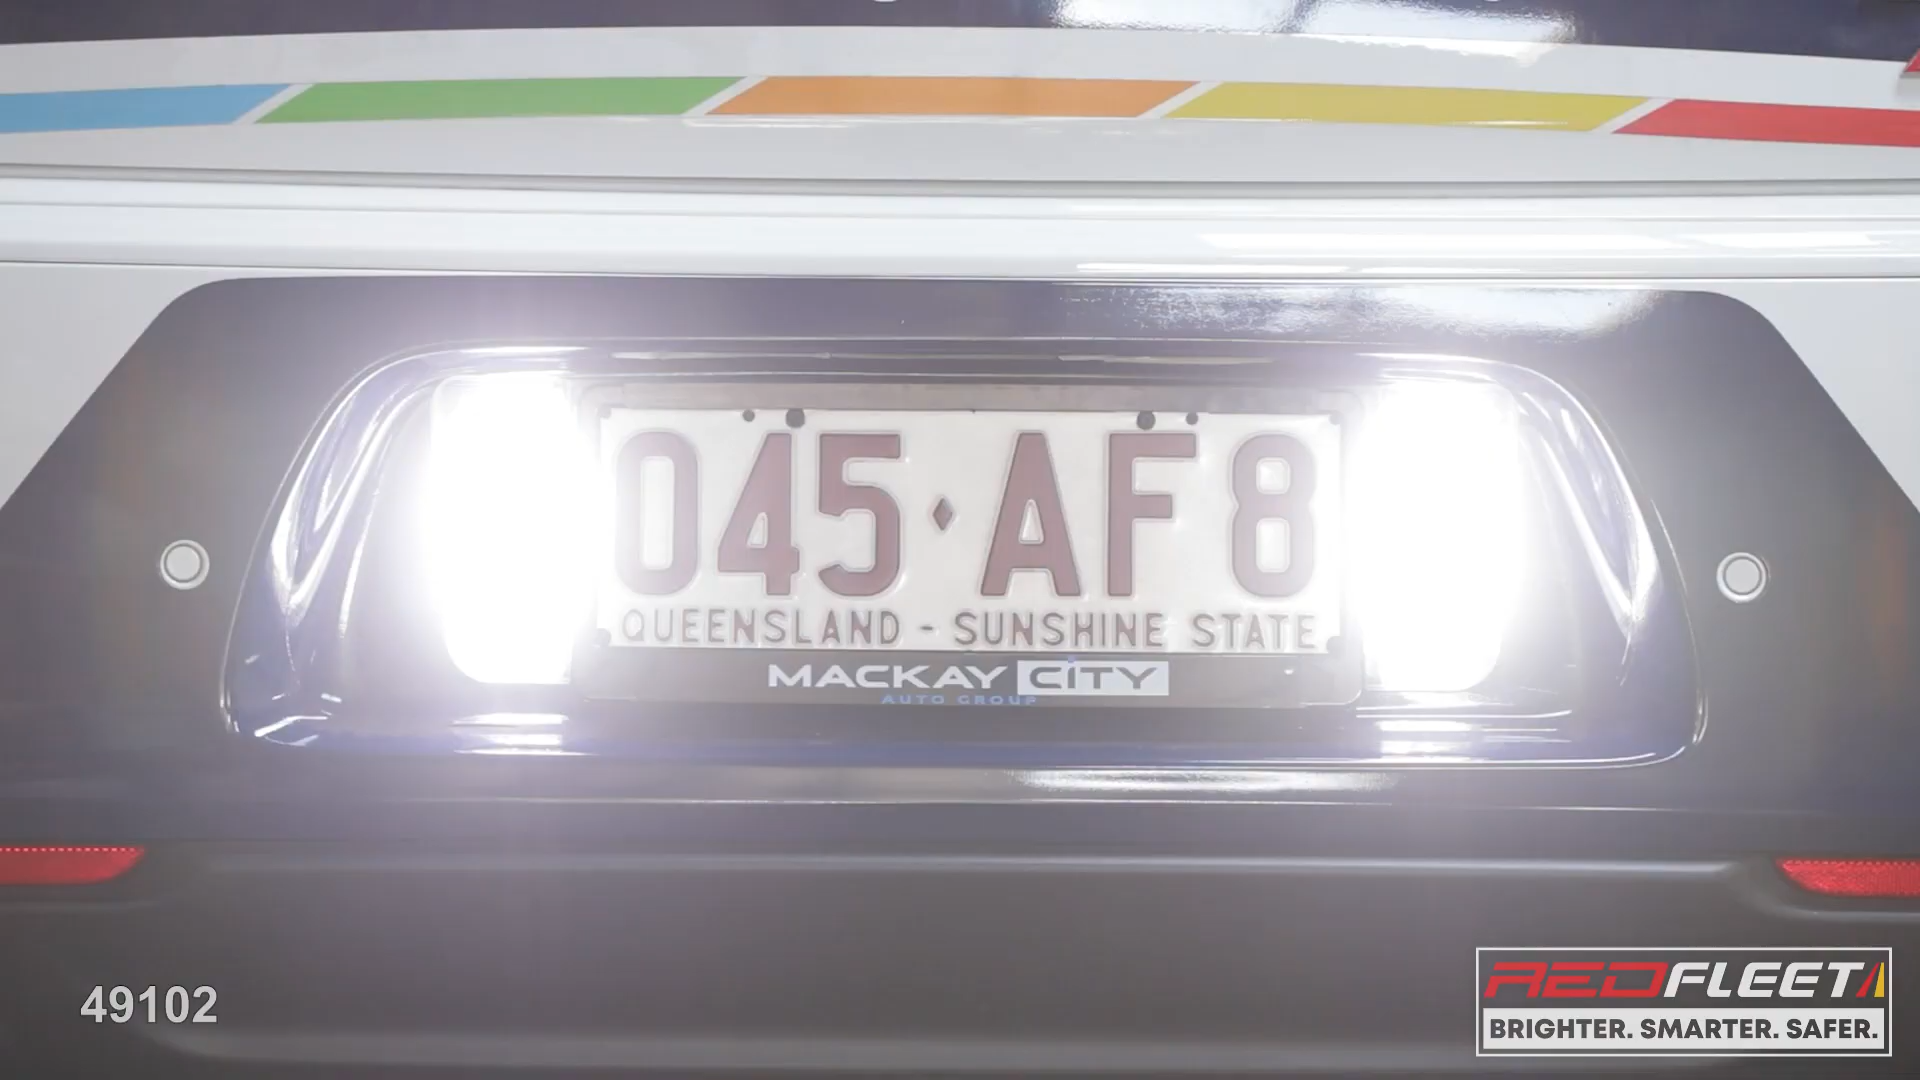 045·AF8
QUEENSLAND - SUNSHINE STATE
MACKAY CiTY
AUTO GROUP
49102
REDFLEET
BRIGHTER. SMARTER. SAFER.